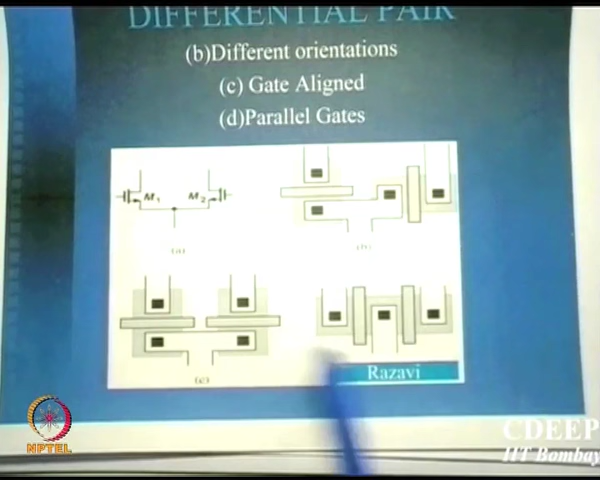 DIFFERENTIAL PAIR
(b)Different orientations
(c) Gate Aligned
(d)Parallel Gates
M1
M2
(a)
(b)
(c)
Razavi
NPTEL
CDEEP
IIT Bombay